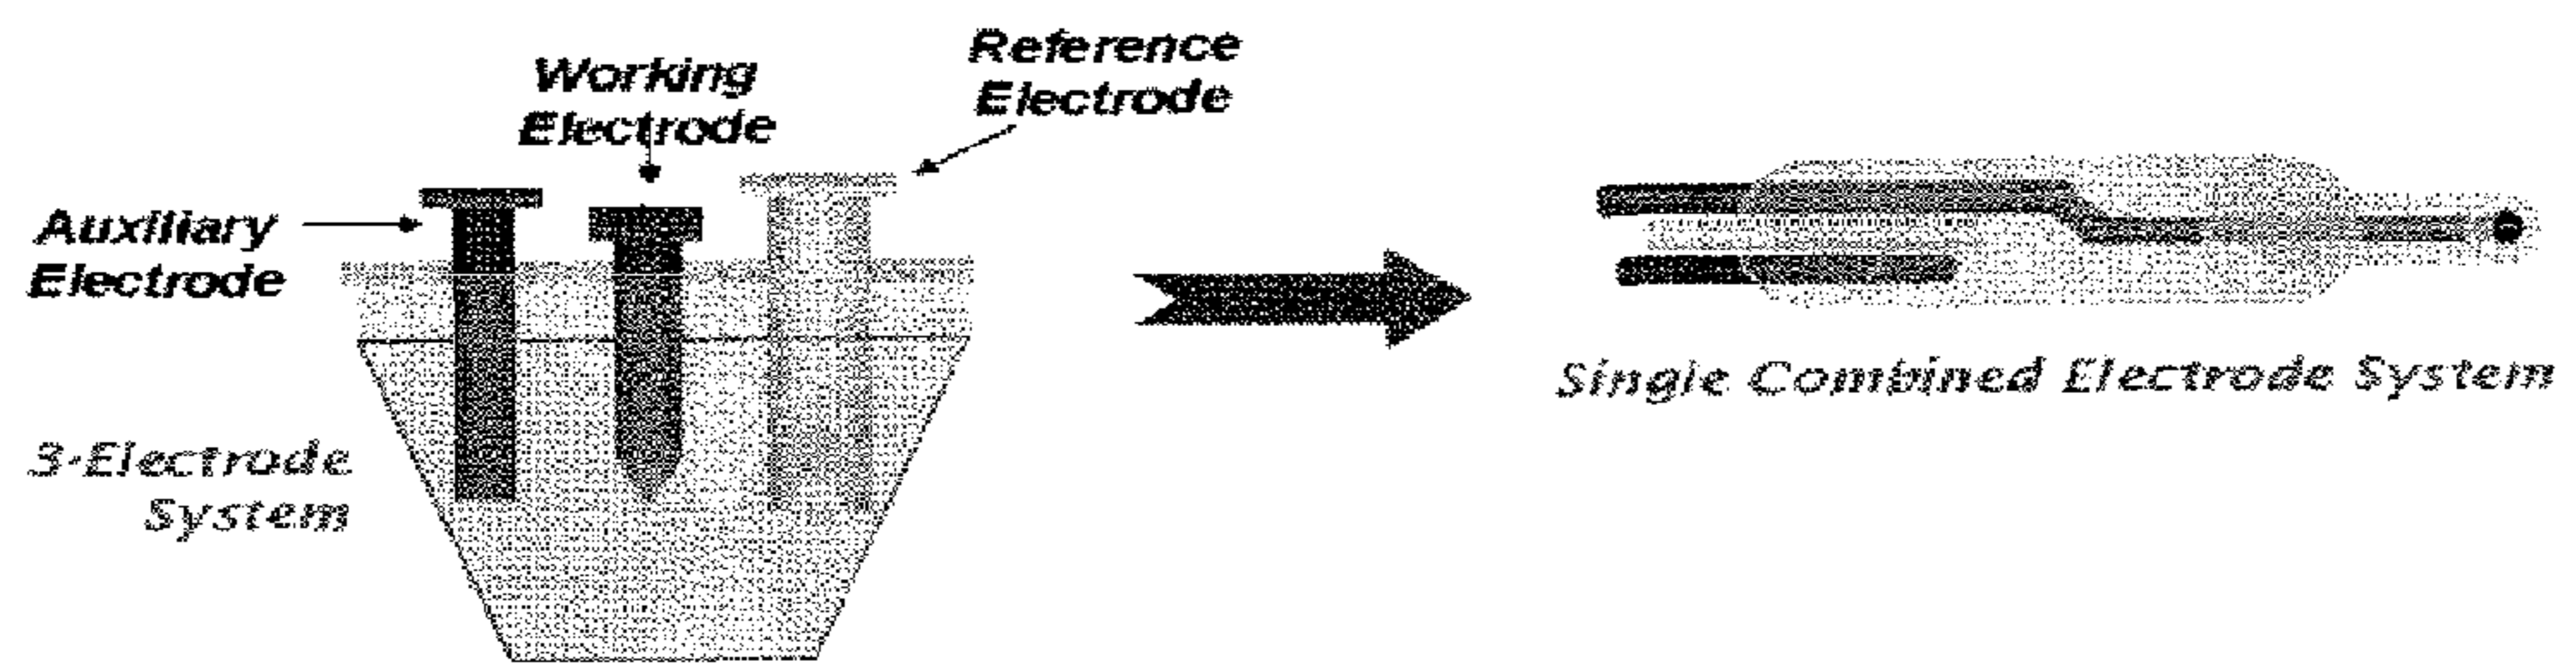 Working
Electrode
Reference
Electrode
Auxiliary
Electrode
3-Electrode
System
Single Combined Electrode System